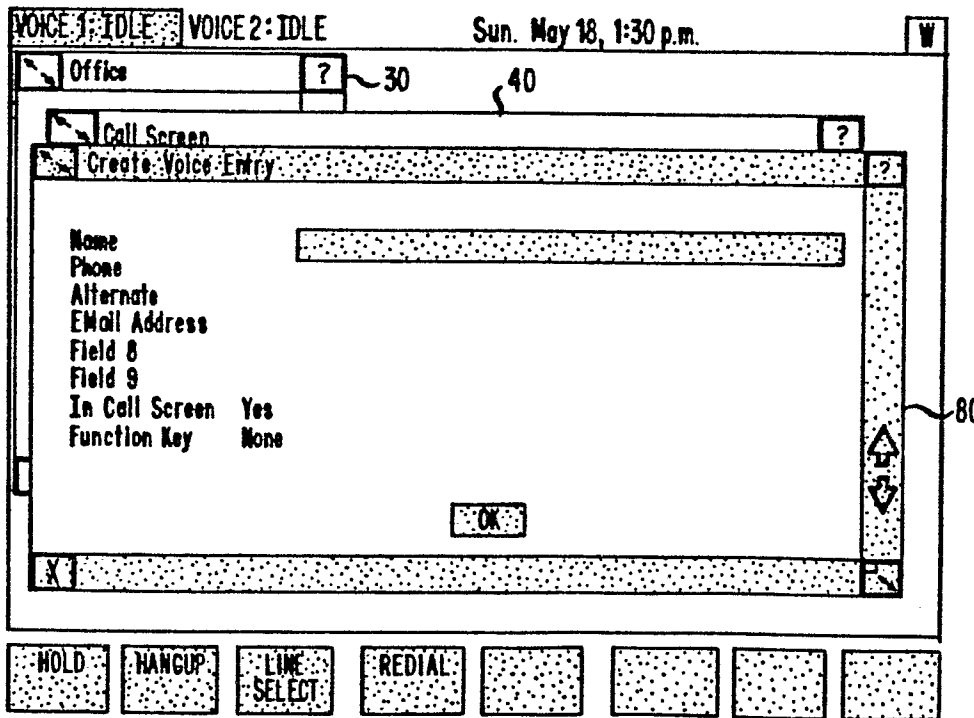 VOICE 1: IDLE VOICE 2: IDLE Sun. May 18, 1:30 p.m. W
Office ? 30
40
Call Screen ?
Create Voice Entry ?
Name
Phone
Alternate
EMail Address
Field 8
Field 9
In Call Screen Yes
Function Key None
80
OK
X
HOLD HANGUP LINE SELECT REDIAL